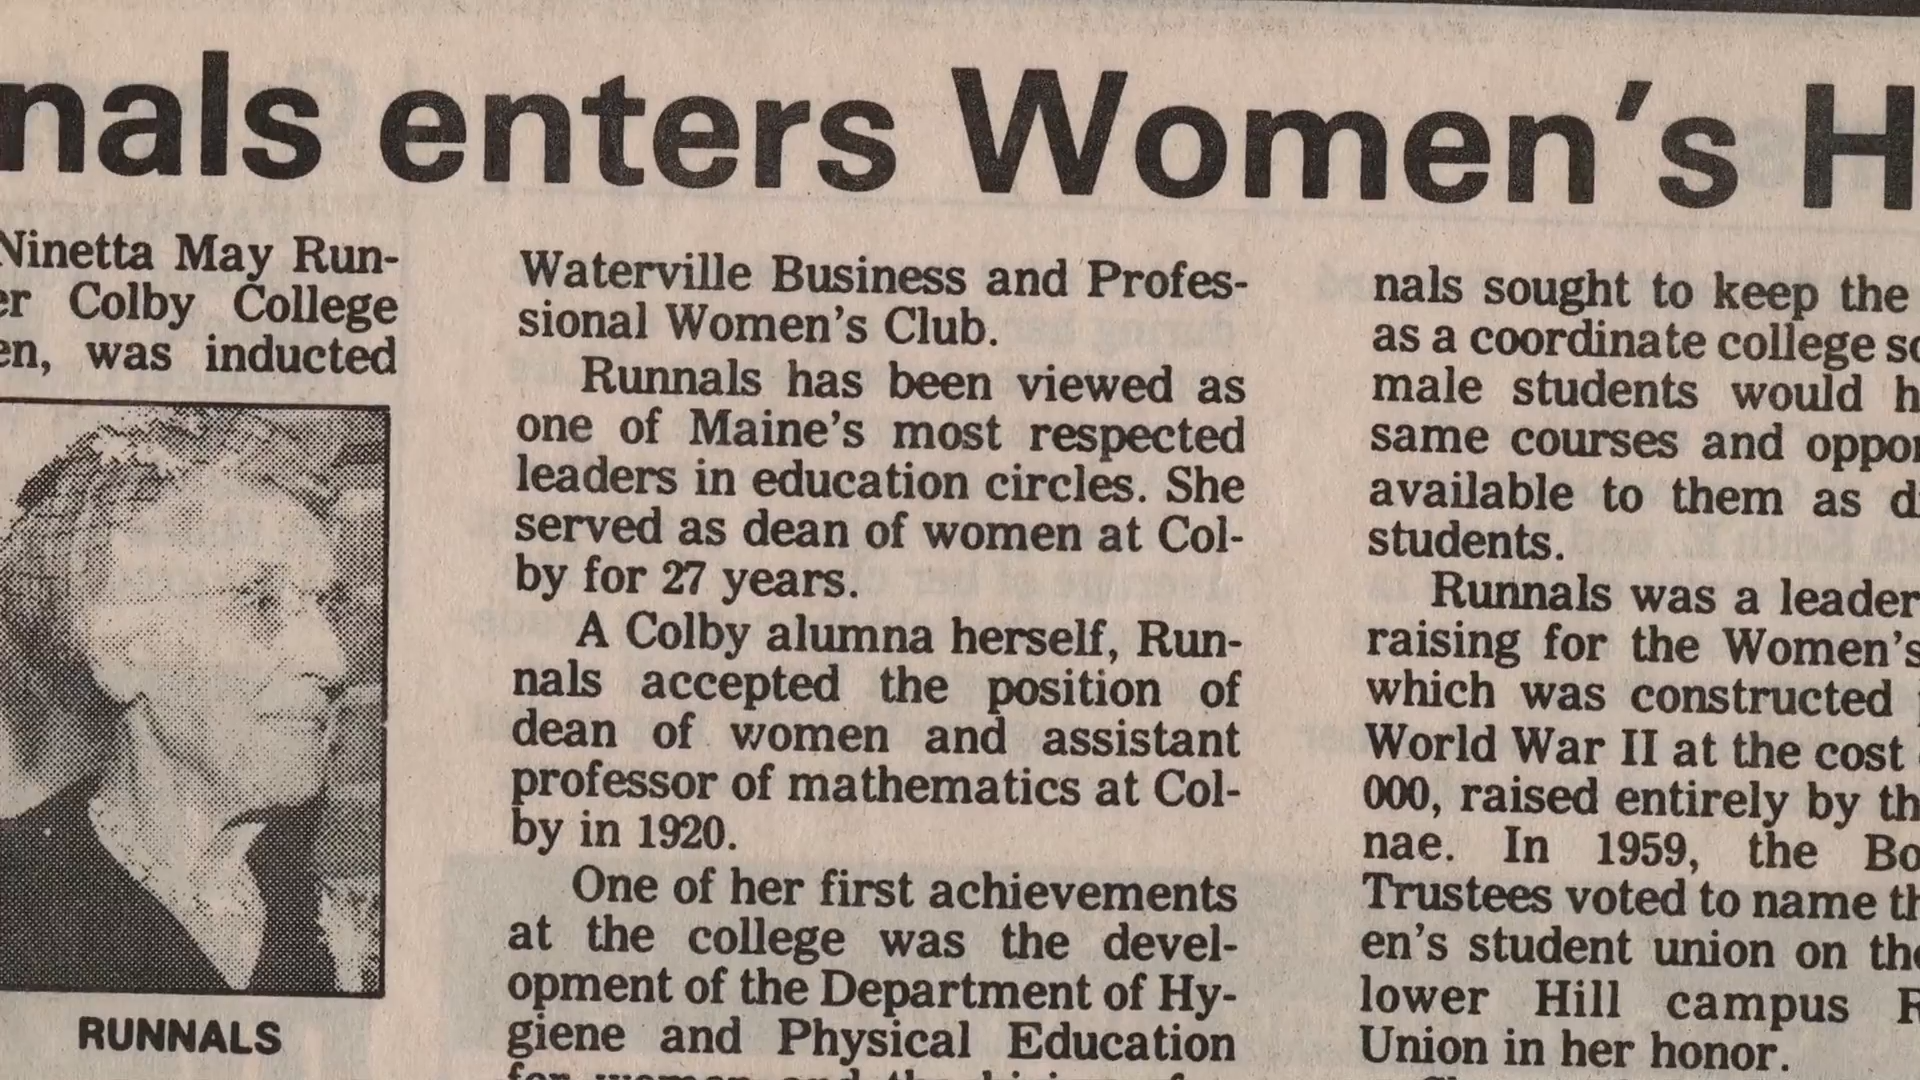 nals enters Women's H
Ninetta May Run-
er Colby College
en, was inducted
RUNNALS
Waterville Business and Profes-
sional Women's Club.
Runnals has been viewed as
one of Maine's most respected
leaders in education circles. She
served as dean of women at Col-
by for 27 years.
A Colby alumna herself, Run-
nals accepted the position of
dean of women and assistant
professor of mathematics at Col-
by in 1920.
One of her first achievements
at the college was the devel-
opment of the Department of Hy-
giene and Physical Education
nals sought to keep the
as a coordinate college so
male students would h
same courses and oppor
available to them as d
students.
Runnals was a leader
raising for the Women's
which was constructed
World War II at the cost
000, raised entirely by th
nae. In 1959, the Bo
Trustees voted to name th
en's student union on the
lower Hill campus R
Union in her honor.